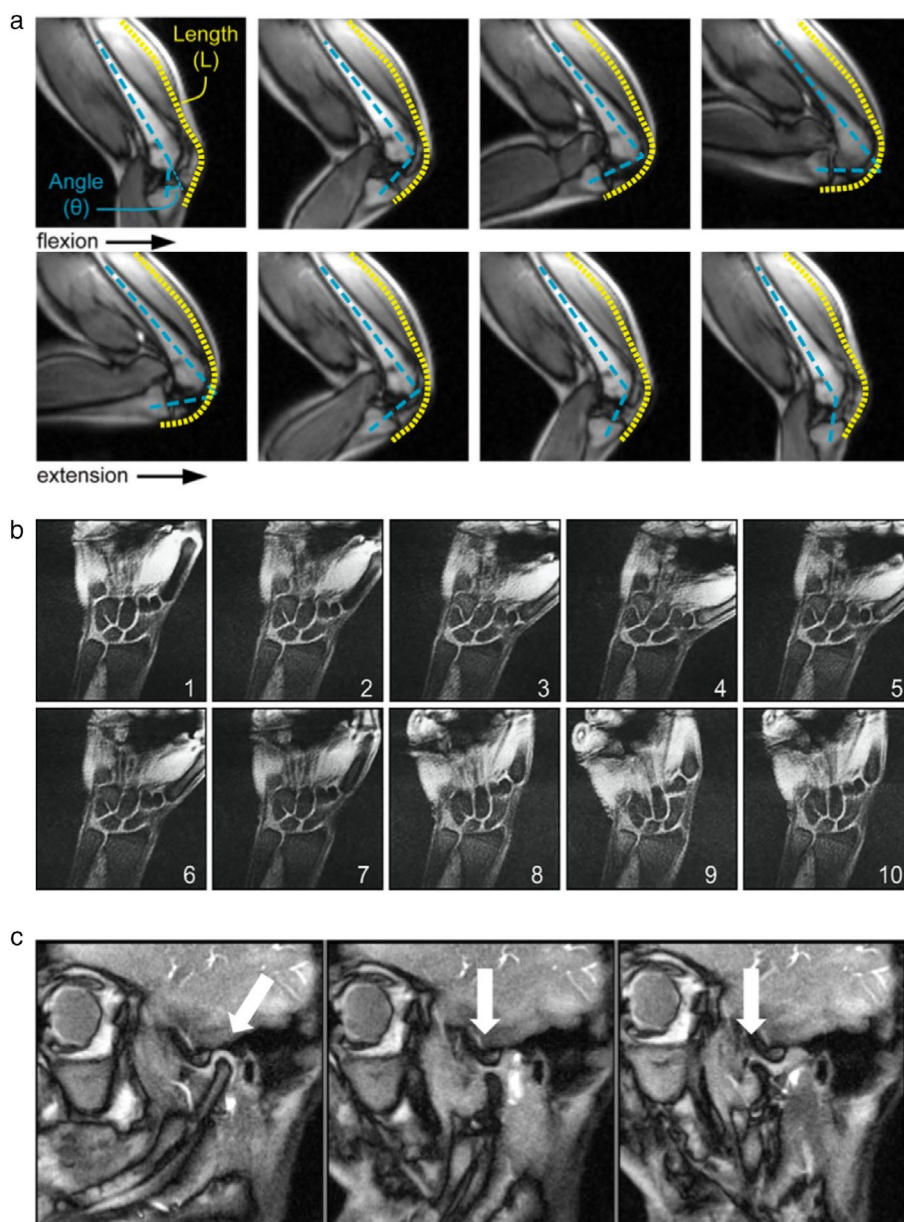 a
Length
(L)
Angle
(θ)
flexion
extension
b
1 2 3 4 5
6 7 8 9 10
c